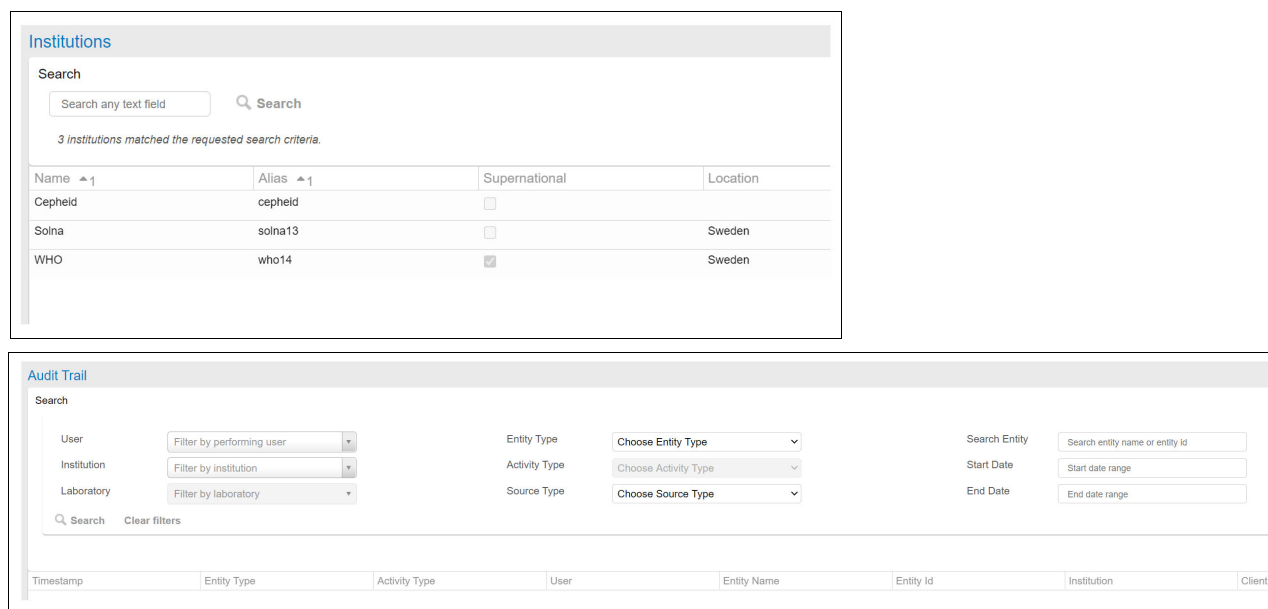 Institutions
Search
Search any text field Search
3 institutions matched the requested search criteria.
Name 1 Alias 1 Supernational Location
Cepheid cepheid
Solna solna13 Sweden
WHO who14 Sweden
Audit Trail
Search
User Filter by performing user Entity Type Choose Entity Type Search Entity Search entity name or entity id
Institution Filter by institution Activity Type Choose Activity Type Start Date Start date range
Laboratory Filter by laboratory Source Type Choose Source Type End Date End date range
Search Clear filters
Timestamp Entity Type Activity Type User Entity Name Entity Id Institution Client